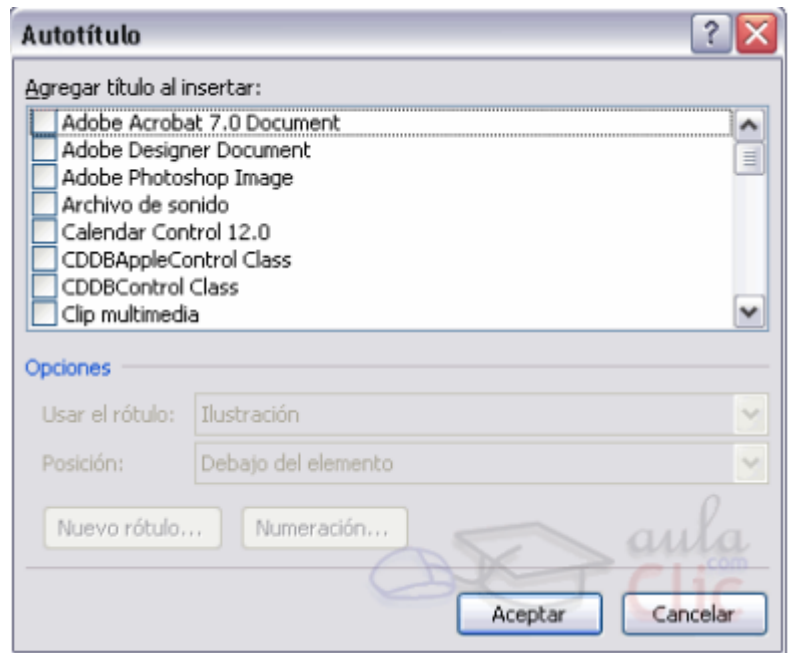 Autotítulo
Agregar título al insertar:
Adobe Acrobat 7.0 Document
Adobe Designer Document
Adobe Photoshop Image
Archivo de sonido
Calendar Control 12.0
CDDBAppleControl Class
CDDBControl Class
Clip multimedia
Opciones
Usar el rótulo: Ilustración
Posición: Debajo del elemento
Nuevo rótulo... Numeración...
aula
com
Clic
Aceptar Cancelar